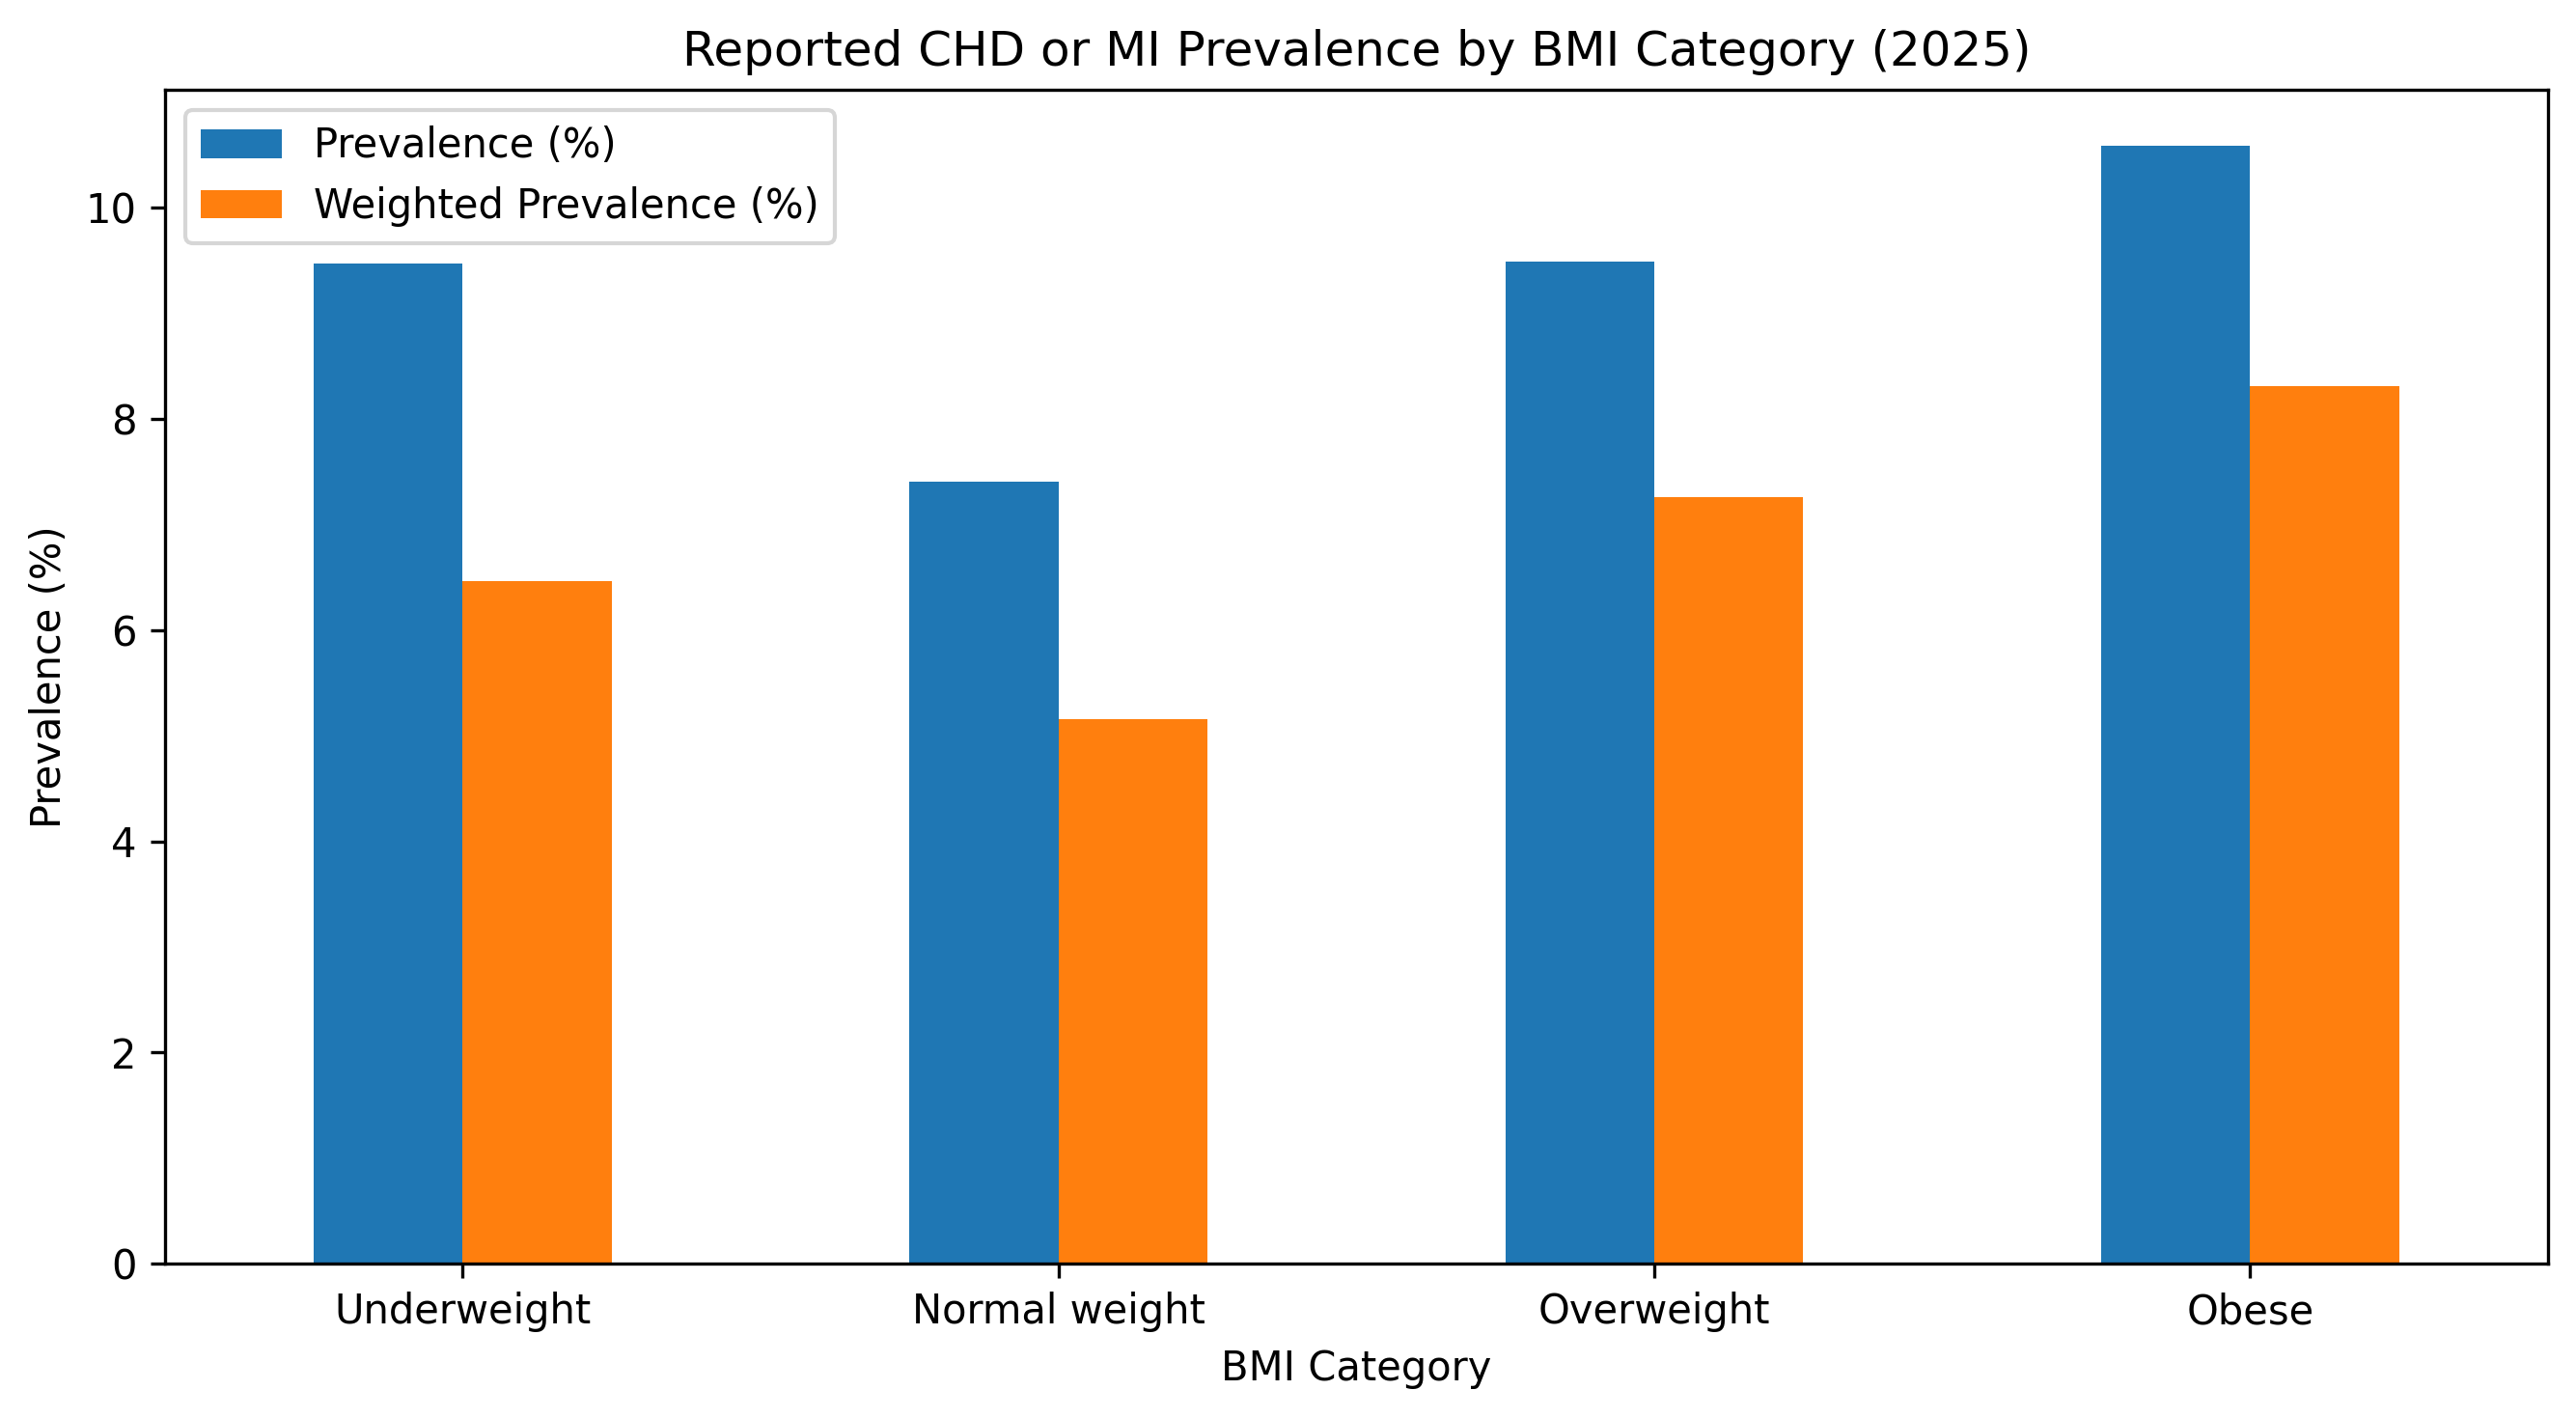 Reported CHD or MI Prevalence by BMI Category (2025)
Prevalence (%)
Weighted Prevalence (%)
Prevalence (%)
10
8
6
4
2
0
Underweight Normal weight Overweight Obese
BMI Category